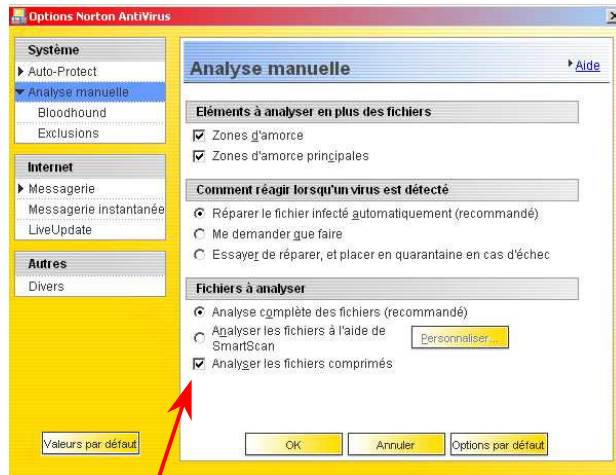 Options Norton AntiVirus
Système
Auto-Protect
Analyse manuelle
Bloodhound
Exclusions
Internet
Messagerie
Messagerie instantanée
LiveUpdate
Autres
Divers
Valeurs par défaut
Analyse manuelle
Aide
Eléments à analyser en plus des fichiers
Zones d'amorce
Zones d'amorce principales
Comment réagir lorsqu'un virus est détecté
Réparer le fichier infecté automatiquement (recommandé)
Me demander que faire
Essayer de réparer, et placer en quarantaine en cas d'échec
Fichiers à analyser
Analyse complète des fichiers (recommandé)
Analyser les fichiers à l'aide de
SmartScan
Personnaliser...
Analyser les fichiers comprimés
OK
Annuler
Options par défaut